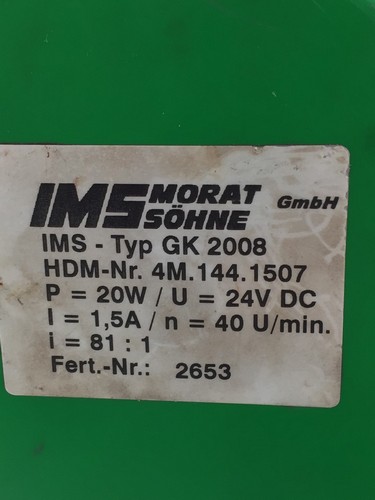 IMS MORAT SÖHNE GmbH
IMS - Typ GK 2008
HDM-Nr. 4M.144.1507
P = 20W / U = 24V DC
I = 1,5A / n = 40 U/min.
i = 81 : 1
Fert.-Nr.: 2653